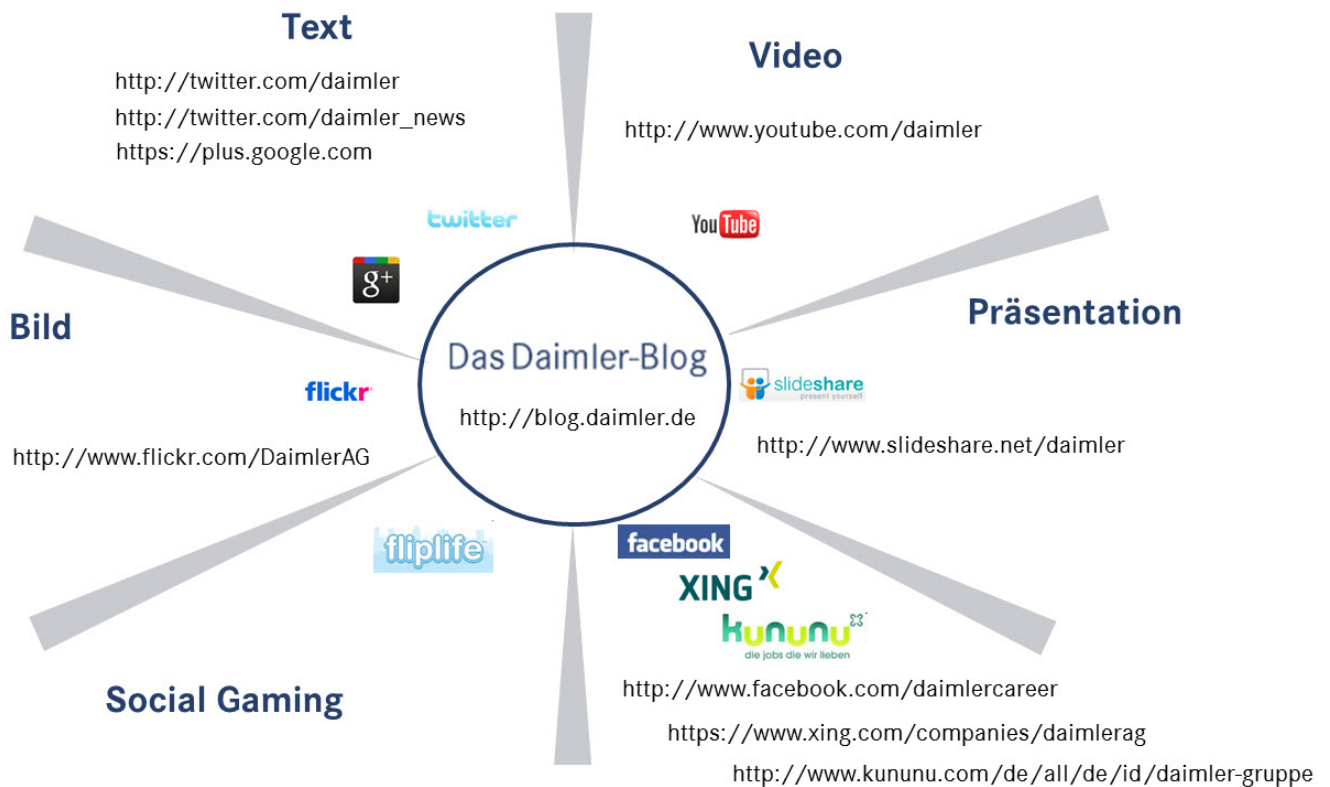 Text
http://twitter.com/daimler
http://twitter.com/daimler_news
https://plus.google.com
twitter
g+
Video
http://www.youtube.com/daimler
YouTube
Bild
flickr
http://www.flickr.com/DaimlerAG
Das Daimler-Blog
http://blog.daimler.de
Präsentation
slideshare
present yourself
http://www.slideshare.net/daimler
fliplife
Social Gaming
facebook
XING
kununu
die jobs die wir lieben
http://www.facebook.com/daimlercareer
https://www.xing.com/companies/daimlerag
http://www.kununu.com/de/all/de/id/daimler-gruppe